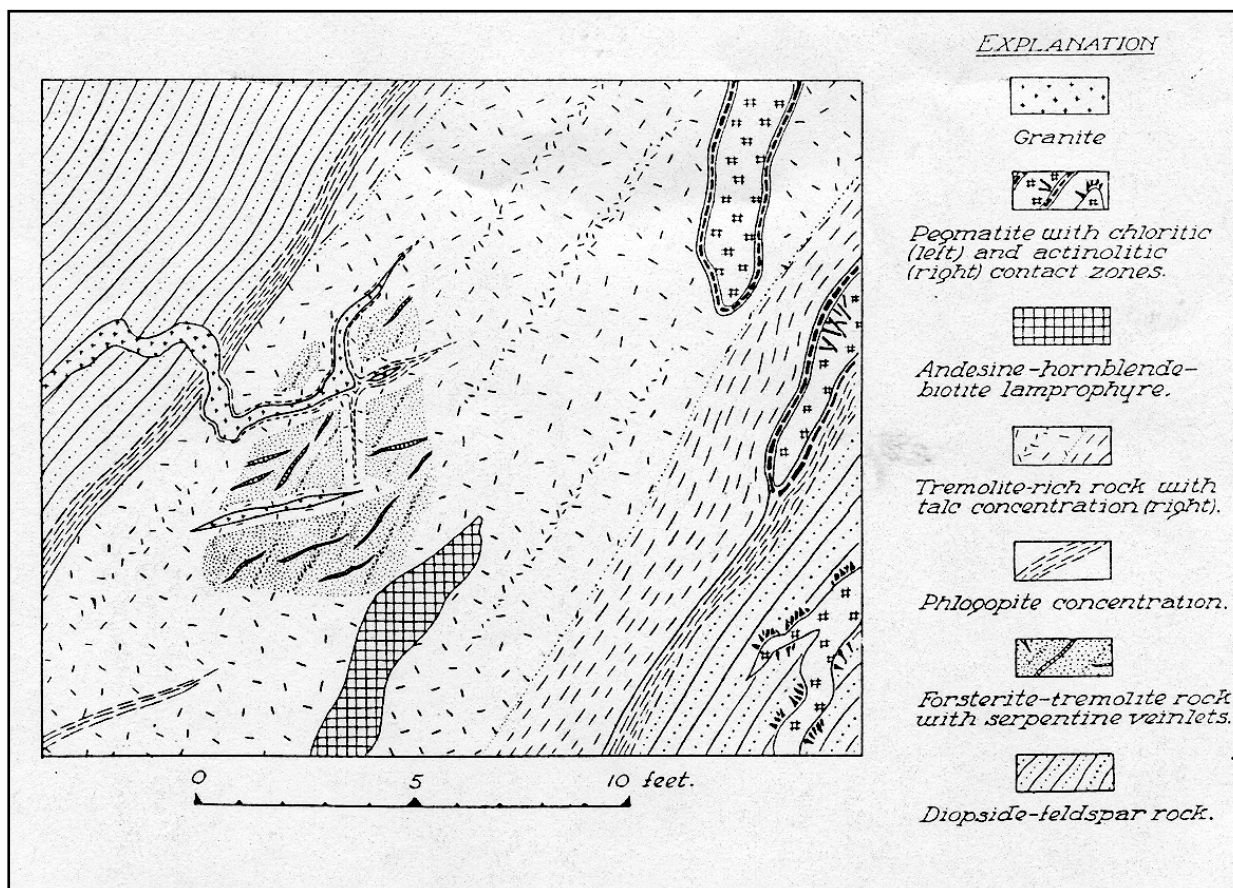 EXPLANATION
Granite
Pegmatite with chloritic
(left) and actinolitic
(right) contact zones.
Andesine-hornblende-
biotite lamprophyre.
Tremolite-rich rock with
talc concentration (right).
Phlogopite concentration.
Forsterite-tremolite rock
with serpentine veinlets.
Diopside-feldspar rock.
0 5 10 feet.